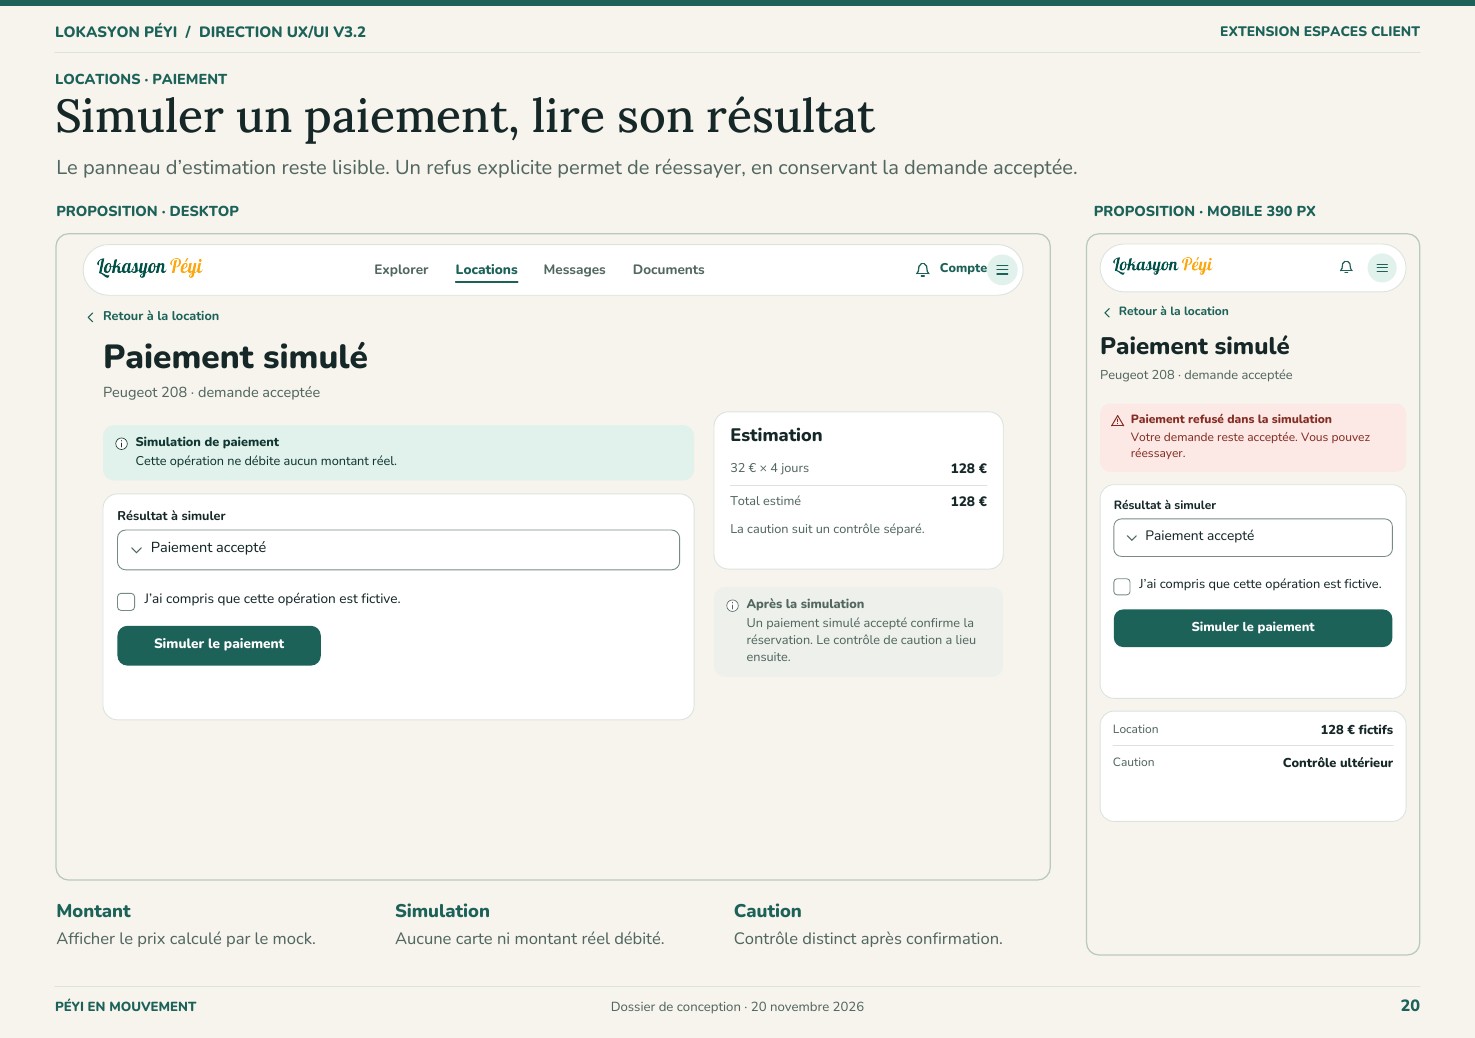 LOKASYON PÉYI / DIRECTION UX/UI V3.2
EXTENSION ESPACES CLIENT
LOCATIONS · PAIEMENT
Simuler un paiement, lire son résultat
Le panneau d’estimation reste lisible. Un refus explicite permet de réessayer, en conservant la demande acceptée.
PROPOSITION · DESKTOP
Lokasyon Péyi
Explorer
Locations
Messages
Documents
Compte
Retour à la location
Paiement simulé
Peugeot 208 · demande acceptée
Simulation de paiement
Cette opération ne débite aucun montant réel.
Résultat à simuler
Paiement accepté
J’ai compris que cette opération est fictive.
Simuler le paiement
Estimation
32 € × 4 jours 128 €
Total estimé 128 €
La caution suit un contrôle séparé.
Après la simulation
Un paiement simulé accepté confirme la
réservation. Le contrôle de caution a lieu
ensuite.
PROPOSITION · MOBILE 390 PX
Lokasyon Péyi
Retour à la location
Paiement simulé
Peugeot 208 · demande acceptée
Paiement refusé dans la simulation
Votre demande reste acceptée. Vous pouvez
réessayer.
Résultat à simuler
Paiement accepté
J’ai compris que cette opération est fictive.
Simuler le paiement
Location 128 € fictifs
Caution Contrôle ultérieur
Montant
Afficher le prix calculé par le mock.
Simulation
Aucune carte ni montant réel débité.
Caution
Contrôle distinct après confirmation.
PÉYI EN MOUVEMENT
Dossier de conception · 20 novembre 2026
20